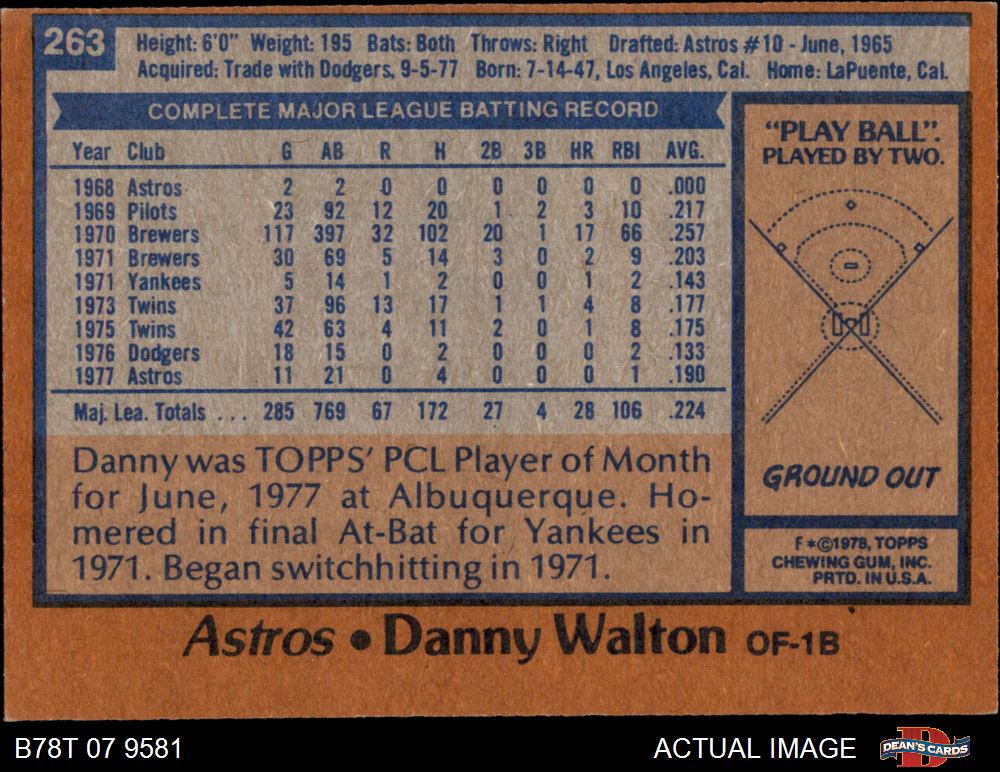 263
Height: 6'0" Weight: 195 Bats: Both Throws: Right Drafted: Astros #10 - June, 1965
Acquired: Trade with Dodgers, 9-5-77 Born: 7-14-47, Los Angeles, Cal. Home: LaPuente, Cal.
COMPLETE MAJOR LEAGUE BATTING RECORD
Year Club G AB R H 2B 3B HR RBI AVG.
1968 Astros 2 2 0 0 0 0 0 0 .000
1969 Pilots 23 92 12 20 1 2 3 10 .217
1970 Brewers 117 397 32 102 20 1 17 66 .257
1971 Brewers 30 69 5 14 3 0 2 9 .203
1971 Yankees 5 14 1 2 0 0 1 2 .143
1973 Twins 37 96 13 17 1 1 4 8 .177
1975 Twins 42 63 4 11 2 0 1 8 .175
1976 Dodgers 18 15 0 2 0 0 0 2 .133
1977 Astros 11 21 0 4 0 0 0 1 .190
Maj. Lea. Totals ... 285 769 67 172 27 4 28 106 .224
Danny was TOPPS' PCL Player of Month
for June, 1977 at Albuquerque. Ho-
mered in final At-Bat for Yankees in
1971. Began switchhitting in 1971.
"PLAY BALL".
PLAYED BY TWO.
GROUND OUT
F *©1978, TOPPS
CHEWING GUM, INC.
PRTD. IN U.S.A.
Astros • Danny Walton OF-1B
B78T 07 9581
ACTUAL IMAGE
DEAN'S CARDS